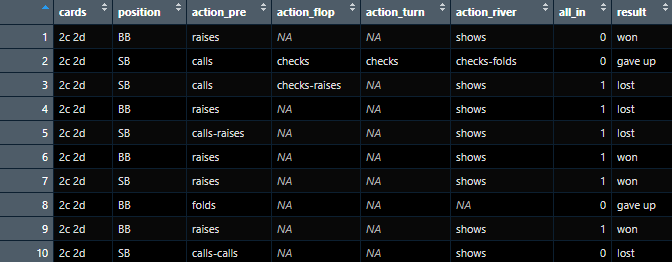 cards position action_pre action_flop action_turn action_river all_in result
1 2c 2d BB raises NA NA shows 0 won
2 2c 2d SB calls checks checks checks-folds 0 gave up
3 2c 2d SB calls checks-raises NA shows 1 lost
4 2c 2d BB raises NA NA shows 1 lost
5 2c 2d SB calls-raises NA NA shows 1 lost
6 2c 2d BB raises NA NA shows 1 won
7 2c 2d SB raises NA NA shows 1 won
8 2c 2d BB folds NA NA NA 0 gave up
9 2c 2d BB raises NA NA shows 1 won
10 2c 2d SB calls-calls NA NA shows 0 lost